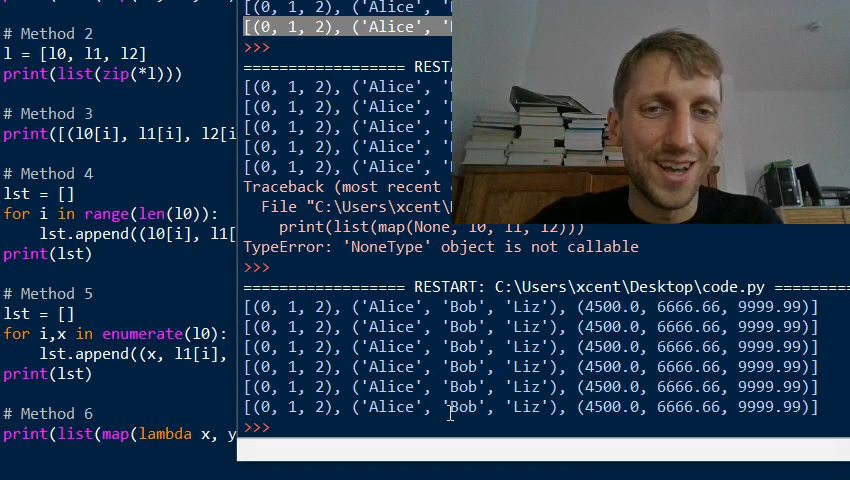 # Method 2
l = [l0, l1, l2]
print(list(zip(*l)))
# Method 3
print([(l0[i], l1[i], l2[i
# Method 4
lst = []
for i in range(len(l0)):
lst.append((l0[i], l1[
print(lst)
# Method 5
lst = []
for i,x in enumerate(l0):
lst.append((x, l1[i],
print(lst)
# Method 6
print(list(map(lambda x, y
[(0, 1, 2), ('Alice',
[(0, 1, 2), ('Alice', '
>>>
================== REST
[(0, 1, 2), ('Alice', '
[(0, 1, 2), ('Alice', '
[(0, 1, 2), ('Alice', '
[(0, 1, 2), ('Alice', '
[(0, 1, 2), ('Alice', '
Traceback (most recent
File "C:\Users\xcent\
print(list(map(None, l0, l1, l2)))
TypeError: 'NoneType' object is not callable
>>>
================== RESTART: C:\Users\xcent\Desktop\code.py =========
[(0, 1, 2), ('Alice', 'Bob', 'Liz'), (4500.0, 6666.66, 9999.99)]
[(0, 1, 2), ('Alice', 'Bob', 'Liz'), (4500.0, 6666.66, 9999.99)]
[(0, 1, 2), ('Alice', 'Bob', 'Liz'), (4500.0, 6666.66, 9999.99)]
[(0, 1, 2), ('Alice', 'Bob', 'Liz'), (4500.0, 6666.66, 9999.99)]
[(0, 1, 2), ('Alice', 'Bob', 'Liz'), (4500.0, 6666.66, 9999.99)]
[(0, 1, 2), ('Alice', 'Bob', 'Liz'), (4500.0, 6666.66, 9999.99)]
>>>